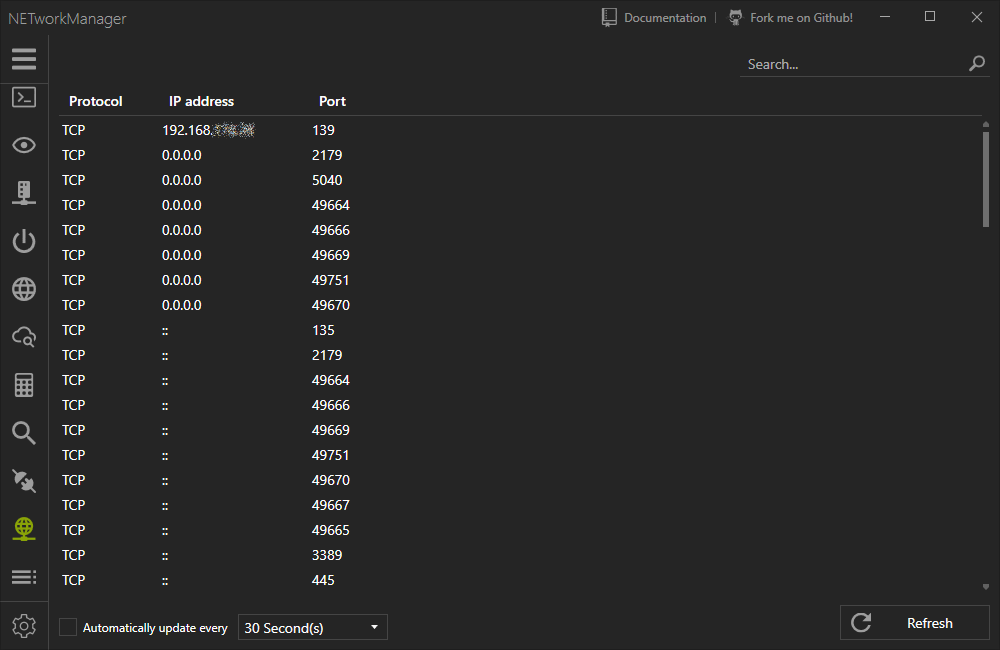 NETworkManager Documentation Fork me on Github!
Search...
Protocol IP address Port
TCP 192.168. 139
TCP 0.0.0.0 2179
TCP 0.0.0.0 5040
TCP 0.0.0.0 49664
TCP 0.0.0.0 49666
TCP 0.0.0.0 49669
TCP 0.0.0.0 49751
TCP 0.0.0.0 49670
TCP :: 135
TCP :: 2179
TCP :: 49664
TCP :: 49666
TCP :: 49669
TCP :: 49751
TCP :: 49670
TCP :: 49667
TCP :: 49665
TCP :: 3389
TCP :: 445
Automatically update every 30 Second(s) Refresh